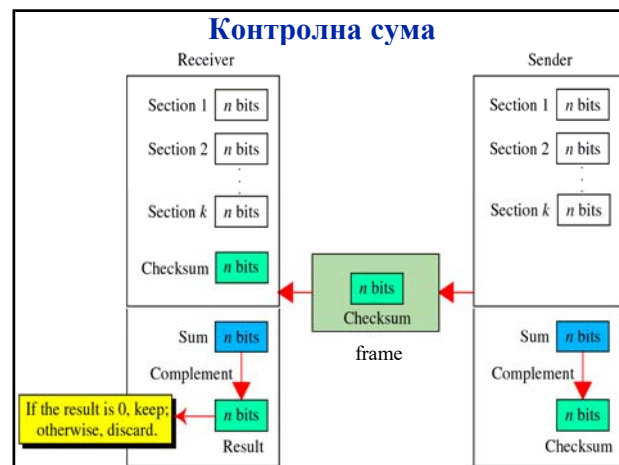 Контролна сума
Receiver
Section 1 n bits
Section 2 n bits
Section k n bits
Checksum n bits
Sum n bits
Complement
n bits
Result
If the result is 0, keep;
otherwise, discard.
n bits
Checksum
frame
Sender
Section 1 n bits
Section 2 n bits
Section k n bits
Sum n bits
Complement
n bits
Checksum